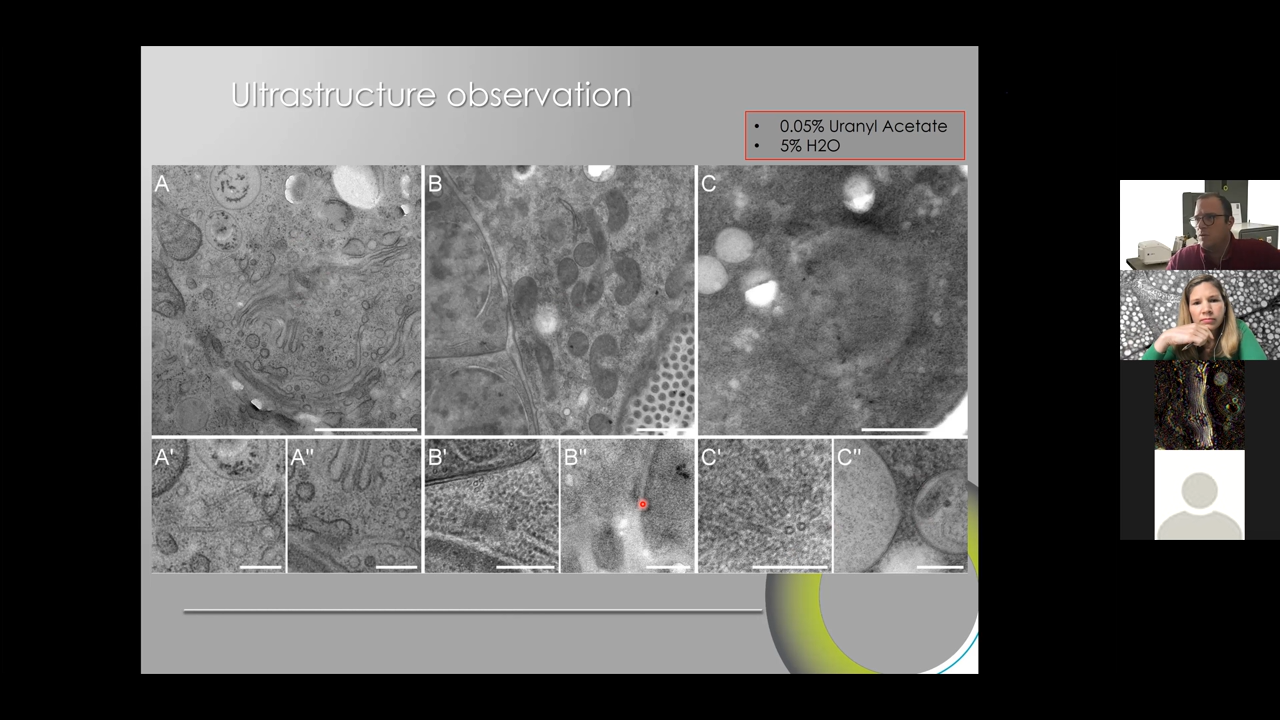 Ultrastructure observation
• 0.05% Uranyl Acetate
• 5% H2O
A
B
C
A'
A''
B'
B''
C'
C''